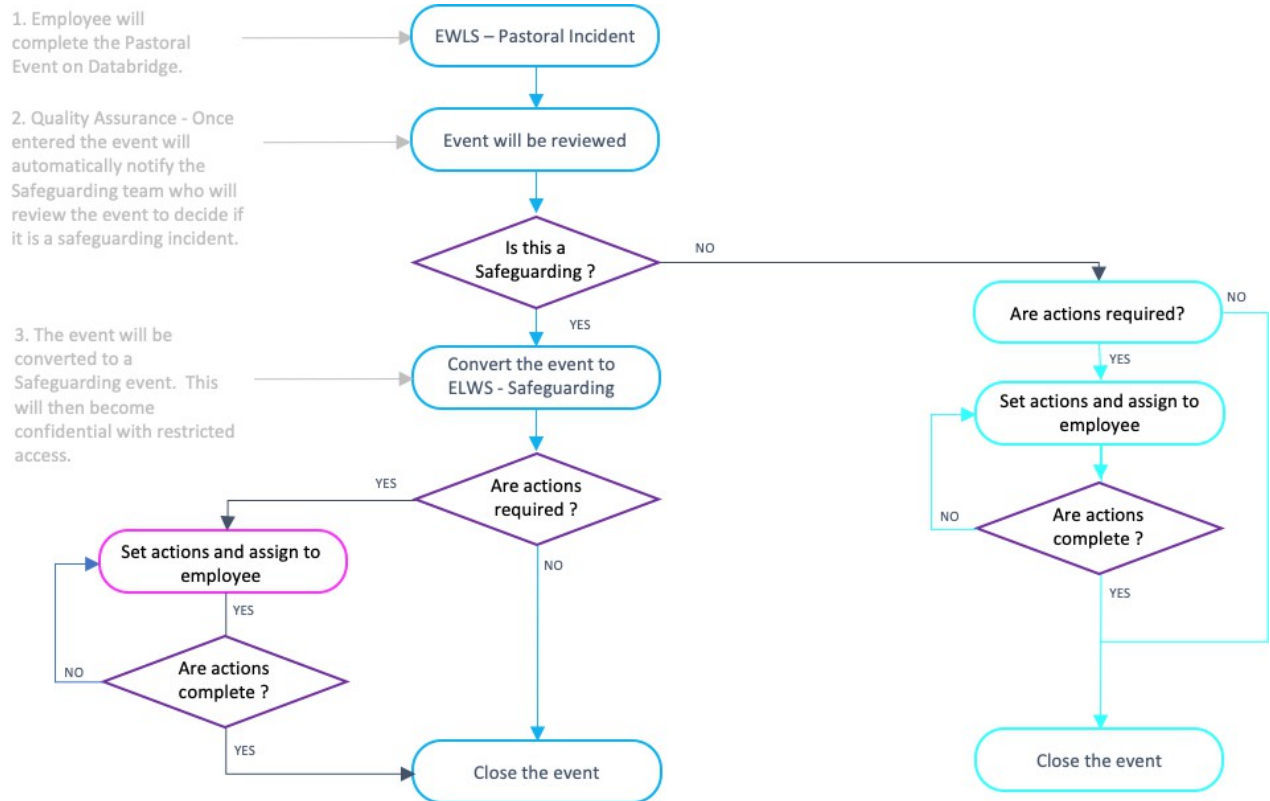 1. Employee will
complete the Pastoral
Event on Databridge.
EWLS – Pastoral Incident
2. Quality Assurance - Once
entered the event will
automatically notify the
Safeguarding team who will
review the event to decide if
it is a safeguarding incident.
Event will be reviewed
Is this a
Safeguarding ?
NO
YES
Are actions required?
NO
YES
3. The event will be
converted to a
Safeguarding event. This
will then become
confidential with restricted
access.
Convert the event to
ELWS - Safeguarding
Set actions and assign to
employee
Are actions
required ?
YES
NO
Are actions
complete ?
NO
YES
Set actions and assign to
employee
YES
Are actions
complete ?
NO
YES
Close the event
Close the event